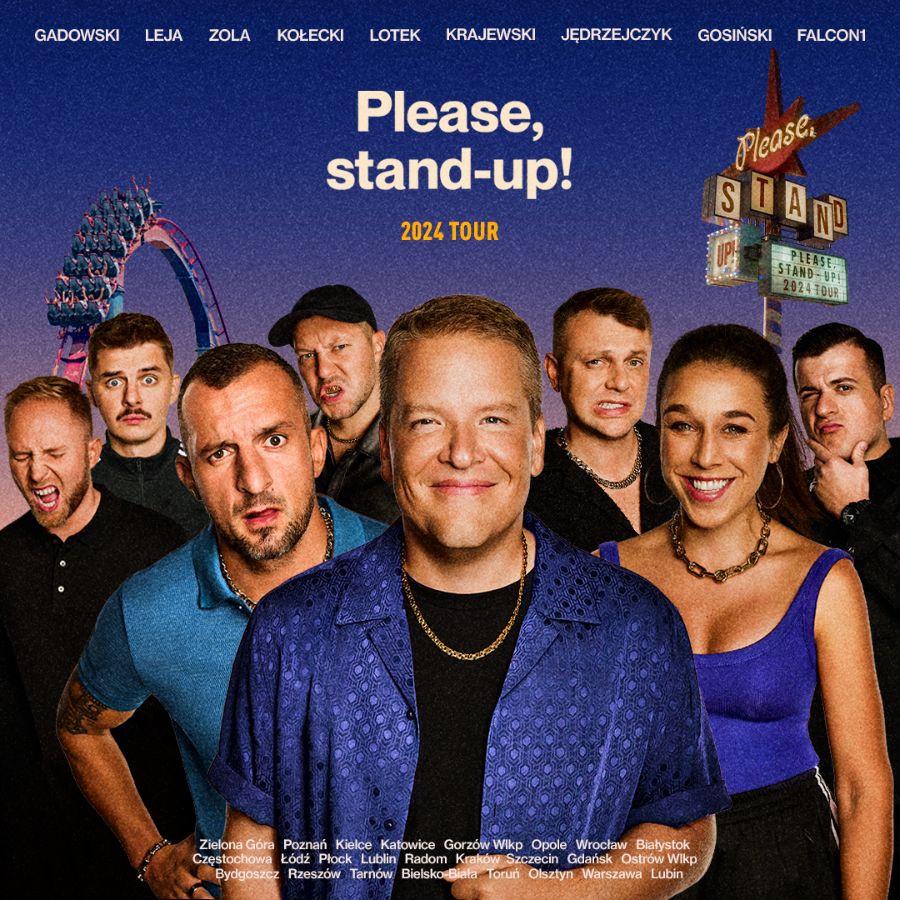 GADOWSKI LEJA ZOLA KOŁECKI LOTEK KRAJEWSKI JĘDRZEJCZYK GOSIŃSKI FALCON1
Please,
stand-up!
2024 TOUR
Please,
STAND
UP!
PLEASE,
STAND-UP!
2024 TOUR
Zielona Góra Poznań Kielce Katowice Gorzów Wlkp Opole Wrocław Białystok
Częstochowa Łódź Płock Lublin Radom Kraków Szczecin Gdańsk Ostrów Wlkp
Bydgoszcz Rzeszów Tarnów Bielsko-Biała Toruń Olsztyn Warszawa Lubin